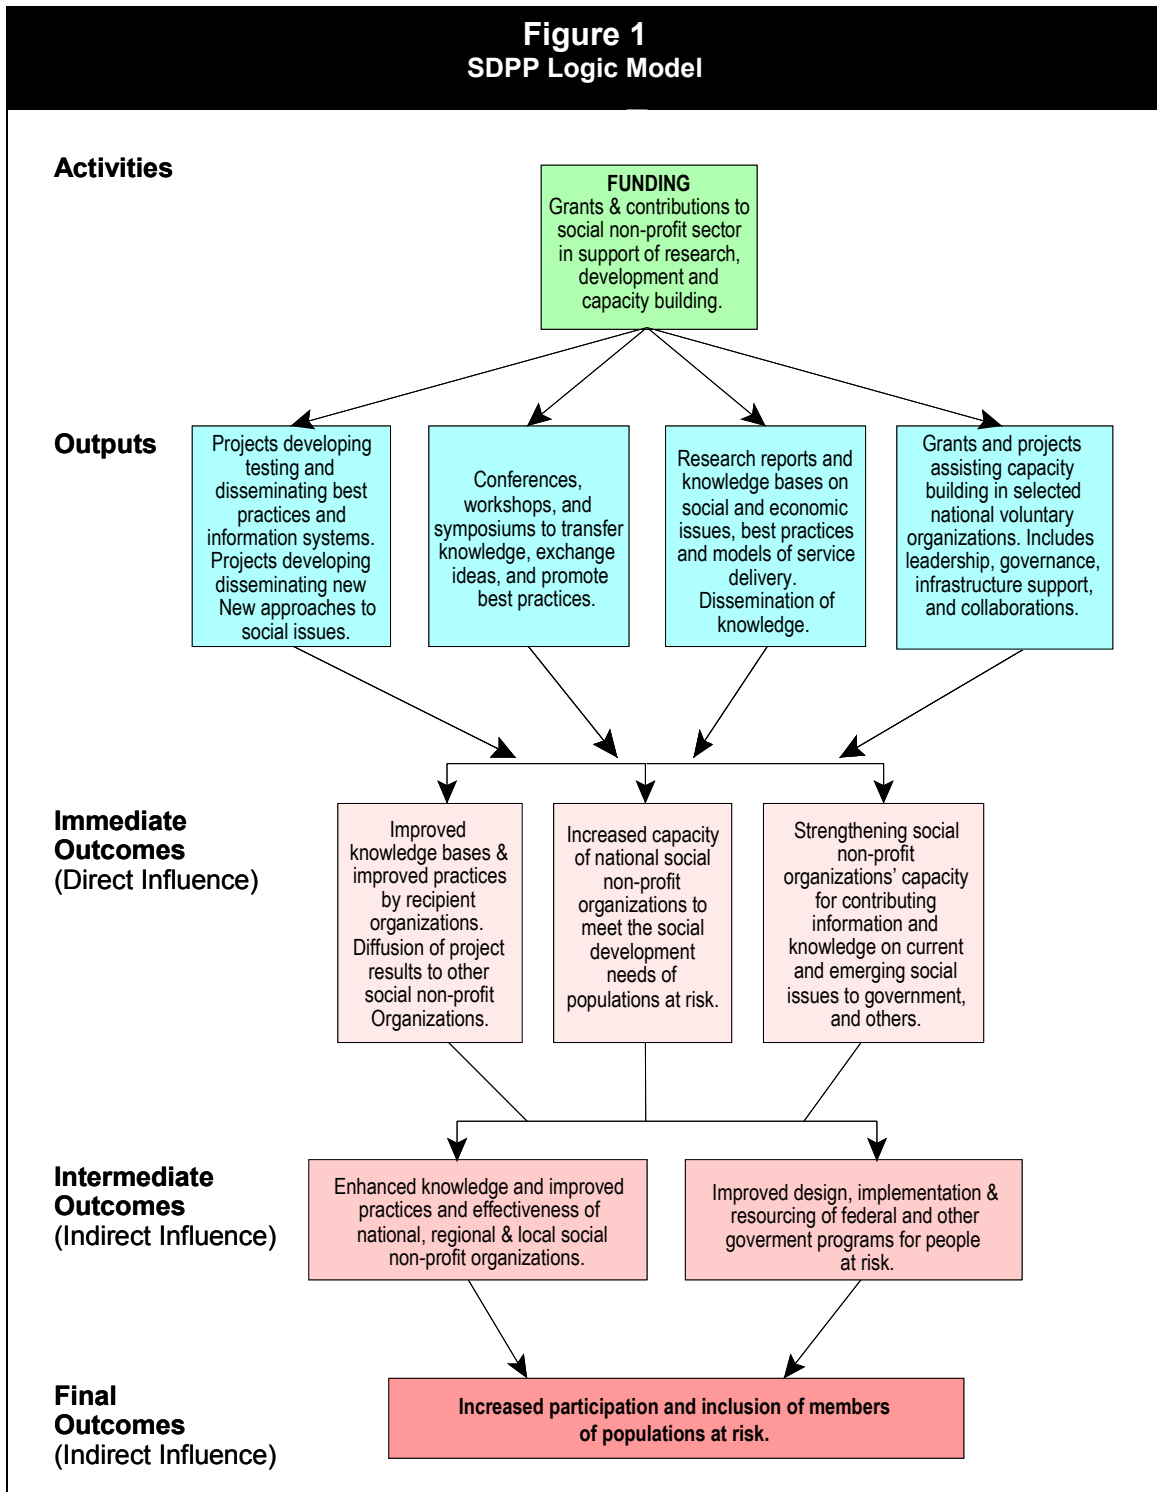 Figure 1
SDPP Logic Model
Activities
FUNDING
Grants & contributions to
social non-profit sector
in support of research,
development and
capacity building.
Outputs
Projects developing
testing and
disseminating best
practices and
information systems.
Projects developing
disseminating new
New approaches to
social issues.
Conferences,
workshops, and
symposiums to transfer
knowledge, exchange
ideas, and promote
best practices.
Research reports and
knowledge bases on
social and economic
issues, best practices
and models of service
delivery.
Dissemination of
knowledge.
Grants and projects
assisting capacity
building in selected
national voluntary
organizations. Includes
leadership, governance,
infrastructure support,
and collaborations.
Immediate
Outcomes
(Direct Influence)
Improved
knowledge bases &
improved practices
by recipient
organizations.
Diffusion of project
results to other
social non-profit
Organizations.
Increased capacity
of national social
non-profit
organizations to
meet the social
development
needs of
populations at risk.
Strengthening social
non-profit
organizations’ capacity
for contributing
information and
knowledge on current
and emerging social
issues to government,
and others.
Intermediate
Outcomes
(Indirect Influence)
Enhanced knowledge and improved
practices and effectiveness of
national, regional & local social
non-profit organizations.
Improved design, implementation &
resourcing of federal and other
goverment programs for people
at risk.
Final
Outcomes
(Indirect Influence)
Increased participation and inclusion of members
of populations at risk.